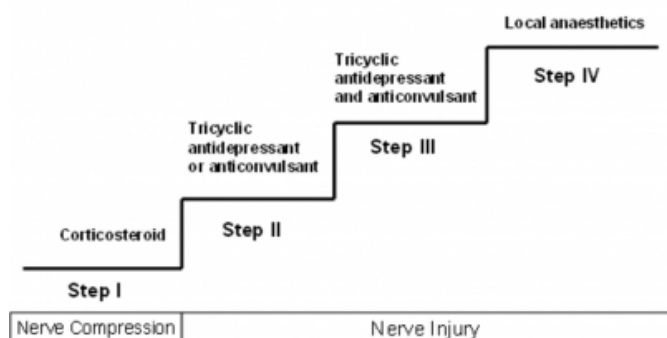 Corticosteroid
Step I
Tricyclic
antidepressant
or anticonvulsant
Step II
Tricyclic
antidepressant
and anticonvulsant
Step III
Local anaesthetics
Step IV
Nerve Compression
Nerve Injury